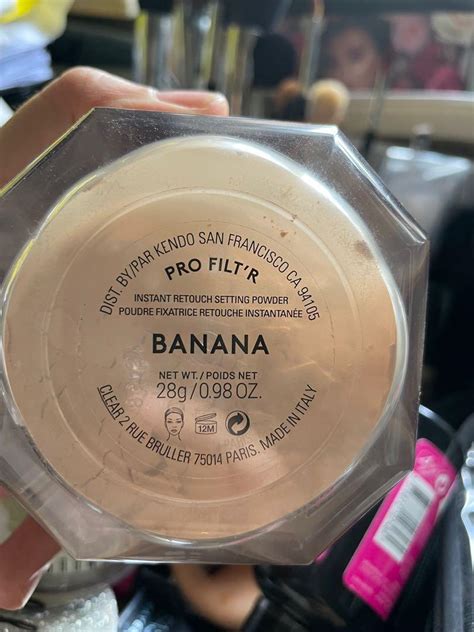 DIST. BY/PAR KENDO SAN FRANCISCO CA 94105
PRO FILT'R
INSTANT RETOUCH SETTING POWDER
POUDRE FIXATRICE RETOUCHE INSTANTANÉE
BANANA
NET WT./POIDS NET
28g/0.98 OZ.
12M
CLEAR 2 RUE BRULLER 75014 PARIS. MADE IN ITALY